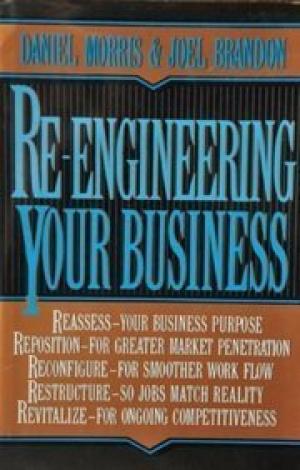 DANIEL MORRIS & JOEL BRANDON
RE-ENGINEERING
YOUR BUSINESS
REASSESS–YOUR BUSINESS PURPOSE
REPOSITION–FOR GREATER MARKET PENETRATION
RECONFIGURE–FOR SMOOTHER WORK FLOW
RESTRUCTURE–SO JOBS MATCH REALITY
REVITALIZE–FOR ONGOING COMPETITIVENESS